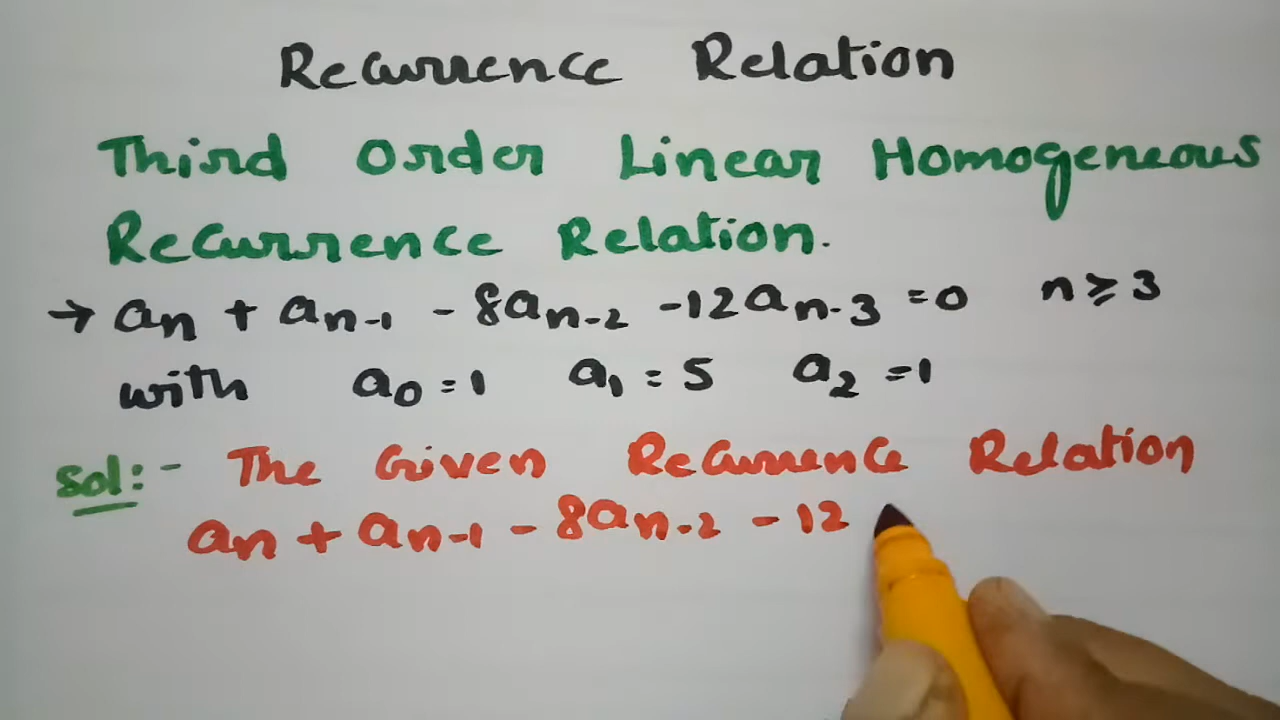 Recurrence Relation
Third Order Linear Homogeneous
Recurrence Relation.
→ an + an-1 - 8an-2 - 12an-3 = 0 n ≥ 3
with a0 = 1 a1 = 5 a2 = 1
Sol:- The Given Recurrence Relation
an + an-1 - 8an-2 - 12